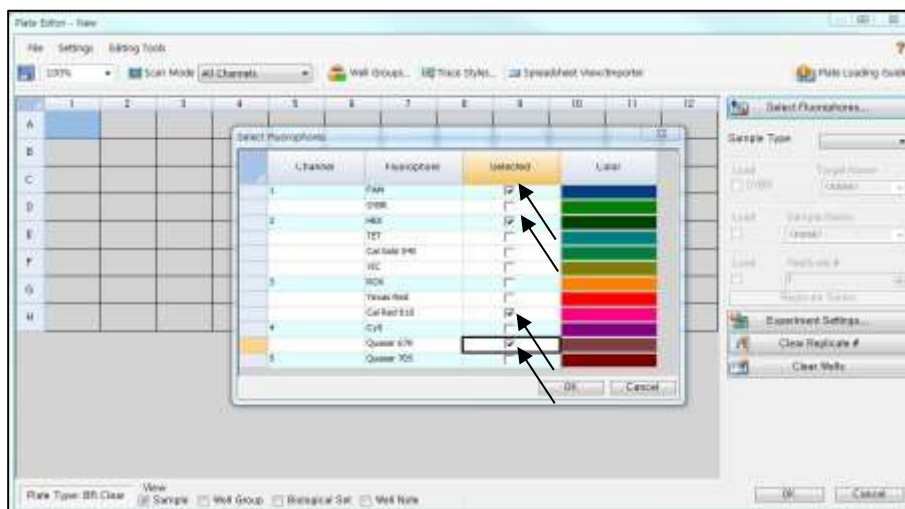 Plate Editor - New
File Settings Editing Tools ?
100% Scan Mode All Channels Well Groups... Trace Styles... Spreadsheet View/Importer Plate Loading Guide
1 2 3 4 5 6 7 8 9 10 11 12
A
B
C
D
E
F
G
H
Select Fluorophores
Channel Fluorophore Selected Color
1 FAM
SYBR
2 HEX
TET
Cal Gold 540
VIC
3 ROX
Texas Red
Cal Red 610
4 Cy5
Quasar 670
5 Quasar 705
OK Cancel
Select Fluorophores...
Sample Type
Load Target Name
SYBR <none>
Load Sample Name
<none>
Load Replicate #
1
Replicate Series
Experiment Settings...
Clear Replicate #
Clear Wells
Plate Type: BR Clear View Sample Well Group Biological Set Well Note
OK Cancel